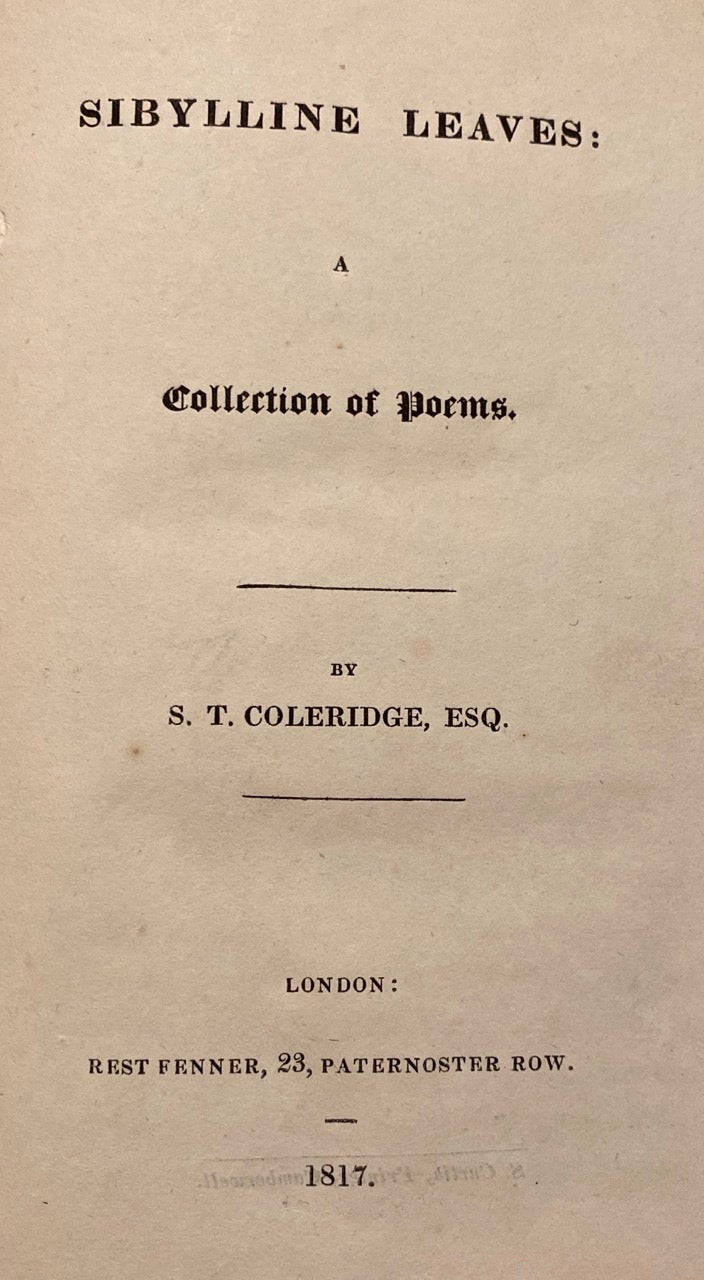 SIBYLLINE LEAVES:
A
Collection of Poems.
BY
S. T. COLERIDGE, ESQ.
LONDON:
REST FENNER, 23, PATERNOSTER ROW.
1817.